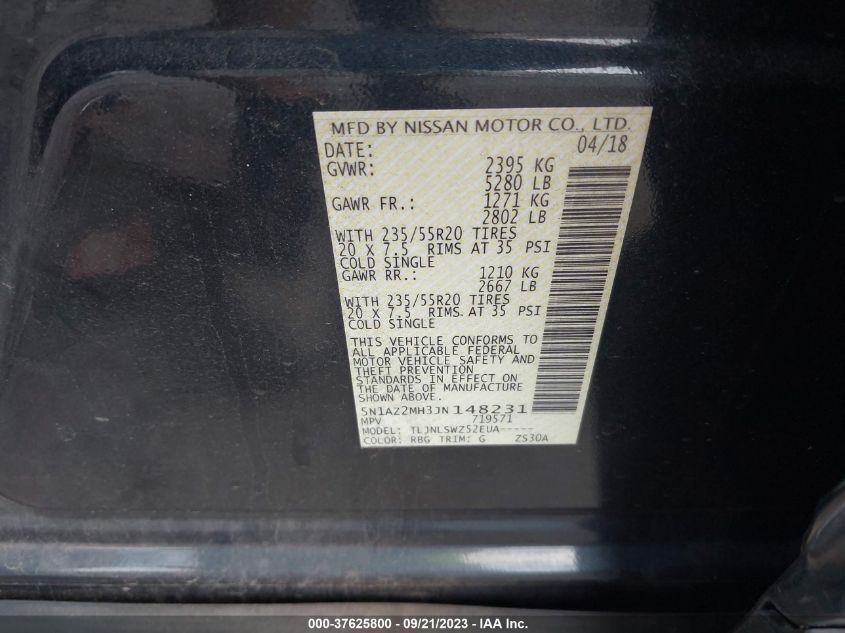 MFD BY NISSAN MOTOR CO., LTD.
DATE: 04/18
GVWR: 2395 KG
5280 LB
GAWR FR.: 1271 KG
2802 LB
WITH 235/55R20 TIRES
20 X 7.5 RIMS AT 35 PSI
COLD SINGLE
GAWR RR.: 1210 KG
2667 LB
WITH 235/55R20 TIRES
20 X 7.5 RIMS AT 35 PSI
COLD SINGLE
THIS VEHICLE CONFORMS TO
ALL APPLICABLE FEDERAL
MOTOR VEHICLE SAFETY AND
THEFT PREVENTION
STANDARDS IN EFFECT ON
THE DATE OF MANUFACTURE
SHOWN ABOVE.
5N1AZ2MH3JN148231
MPV 719571
MODEL: TLJNLSWZ52EUA-----
COLOR: RBG TRIM: G ZS30A
000-37625800 - 09/21/2023 - IAAI.com